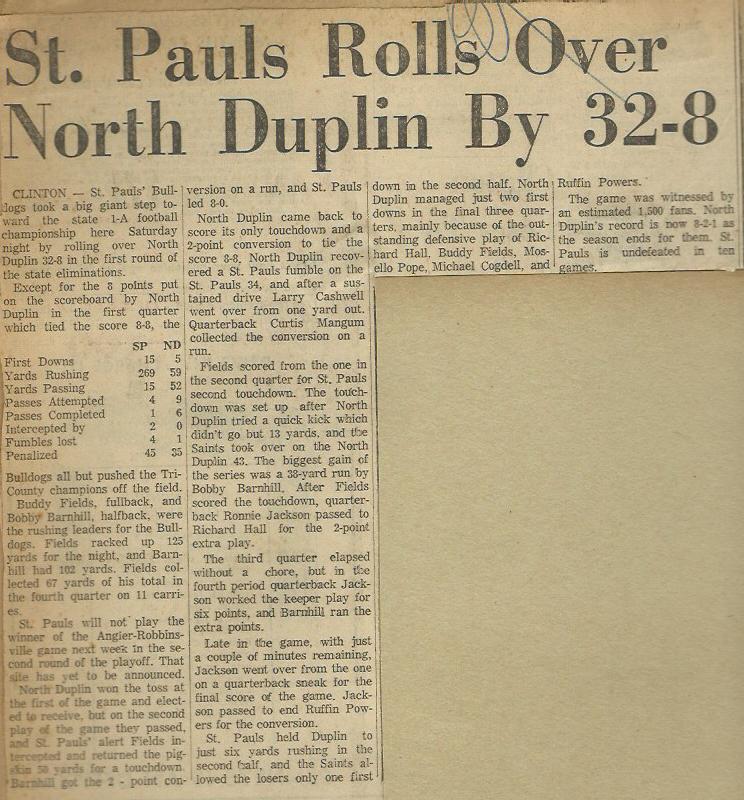 St. Pauls Rolls Over
North Duplin By 32-8
CLINTON — St. Pauls' Bull-
dogs took a big giant step to-
ward the state 1-A football
championship here Saturday
night by rolling over North
Duplin 32-8 in the first round of
the state eliminations.
Except for the 8 points put
on the scoreboard by North
Duplin in the first quarter
which tied the score 8-8, the
SP ND
First Downs 15 5
Yards Rushing 269 59
Yards Passing 15 52
Passes Attempted 4 9
Passes Completed 1 6
Intercepted by 2 0
Fumbles lost 4 1
Penalized 45 35
Bulldogs all but pushed the Tri-
County champions off the field.
Buddy Fields, fullback, and
Bobby Barnhill, halfback, were
the rushing leaders for the Bull-
dogs. Fields racked up 125
yards for the night, and Barn-
hill had 102 yards. Fields col-
lected 67 yards of his total in
the fourth quarter on 11 carri-
es.
St. Pauls will not play the
winner of the Angier-Robbins-
ville game next week in the se-
cond round of the playoff. That
site has yet to be announced.
North Duplin won the toss at
the first of the game and elect-
ed to receive, but on the second
play of the game they passed,
and St. Pauls' alert Fields in-
tercepted and returned the pig-
skin 50 yards for a touchdown.
Barnhill got the 2 - point con-
version on a run, and St. Pauls
led 8-0.
North Duplin came back to
score its only touchdown and a
2-point conversion to tie the
score 8-8. North Duplin recov-
ered a St. Pauls fumble on the
St. Pauls 34, and after a sus-
tained drive Larry Cashwell
went over from one yard out.
Quarterback Curtis Mangum
collected the conversion on a
run.
Fields scored from the one in
the second quarter for St. Pauls
second touchdown. The touch-
down was set up after North
Duplin tried a quick kick which
didn't go but 13 yards, and the
Saints took over on the North
Duplin 43. The biggest gain of
the series was a 38-yard run by
Bobby Barnhill. After Fields
scored the touchdown, quarter-
back Ronnie Jackson passed to
Richard Hall for the 2-point
extra play.
The third quarter elapsed
without a chore, but in the
fourth period quarterback Jack-
son worked the keeper play for
six points, and Barnhill ran the
extra points.
Late in the game, with just
a couple of minutes remaining,
Jackson went over from the one
on a quarterback sneak for the
final score of the game. Jack-
son passed to end Ruffin Pow-
ers for the conversion.
St. Pauls held Duplin to
just six yards rushing in the
second half, and the Saints al-
lowed the losers only one first
down in the second half. North
Duplin managed just two first
downs in the final three quar-
ters, mainly because of the out-
standing defensive play of Ric-
hard Hall, Buddy Fields, Mos-
ello Pope, Michael Cogdell, and
Ruffin Powers.
The game was witnessed by
an estimated 1,500 fans. North
Duplin's record is now 8-2-1 as
the season ends for them. St.
Pauls is undefeated in ten
games.